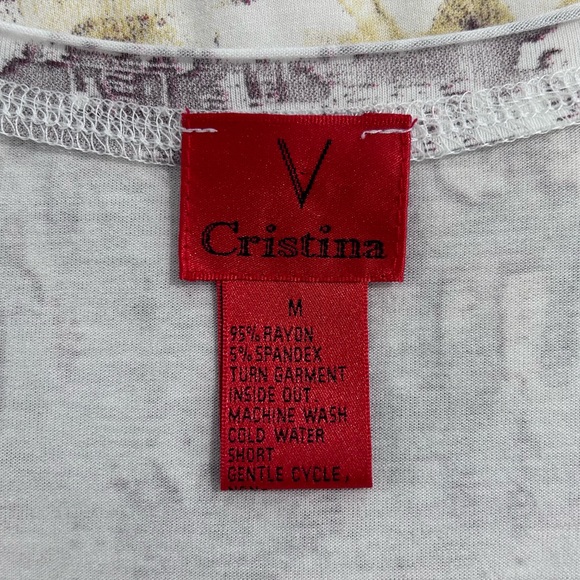 V
Cristina
M
95% RAYON
5% SPANDEX
TURN GARMENT
INSIDE OUT
MACHINE WASH
COLD WATER
SHORT
GENTLE CYCLE,